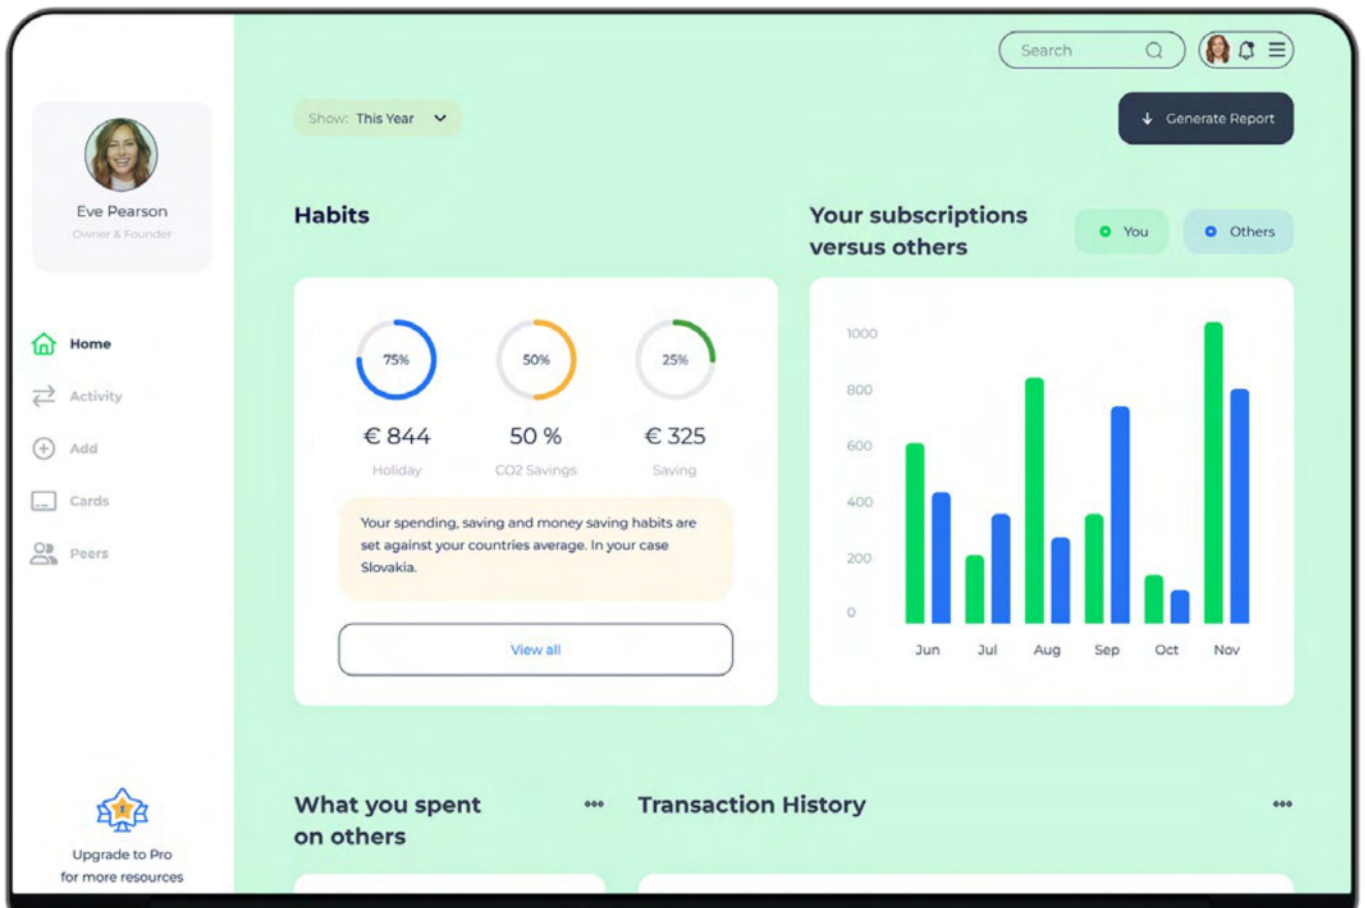 Search
Show: This Year
Generate Report
Eve Pearson
Owner & Founder
Home
Activity
Add
Cards
Peers
Upgrade to Pro
for more resources
Habits
75%
50%
25%
€ 844
50 %
€ 325
Holiday
CO2 Savings
Saving
Your spending, saving and money saving habits are
set against your countries average. In your case
Slovakia.
View all
Your subscriptions
versus others
You
Others
1000
800
600
400
200
0
Jun
Jul
Aug
Sep
Oct
Nov
What you spent
on others
Transaction History